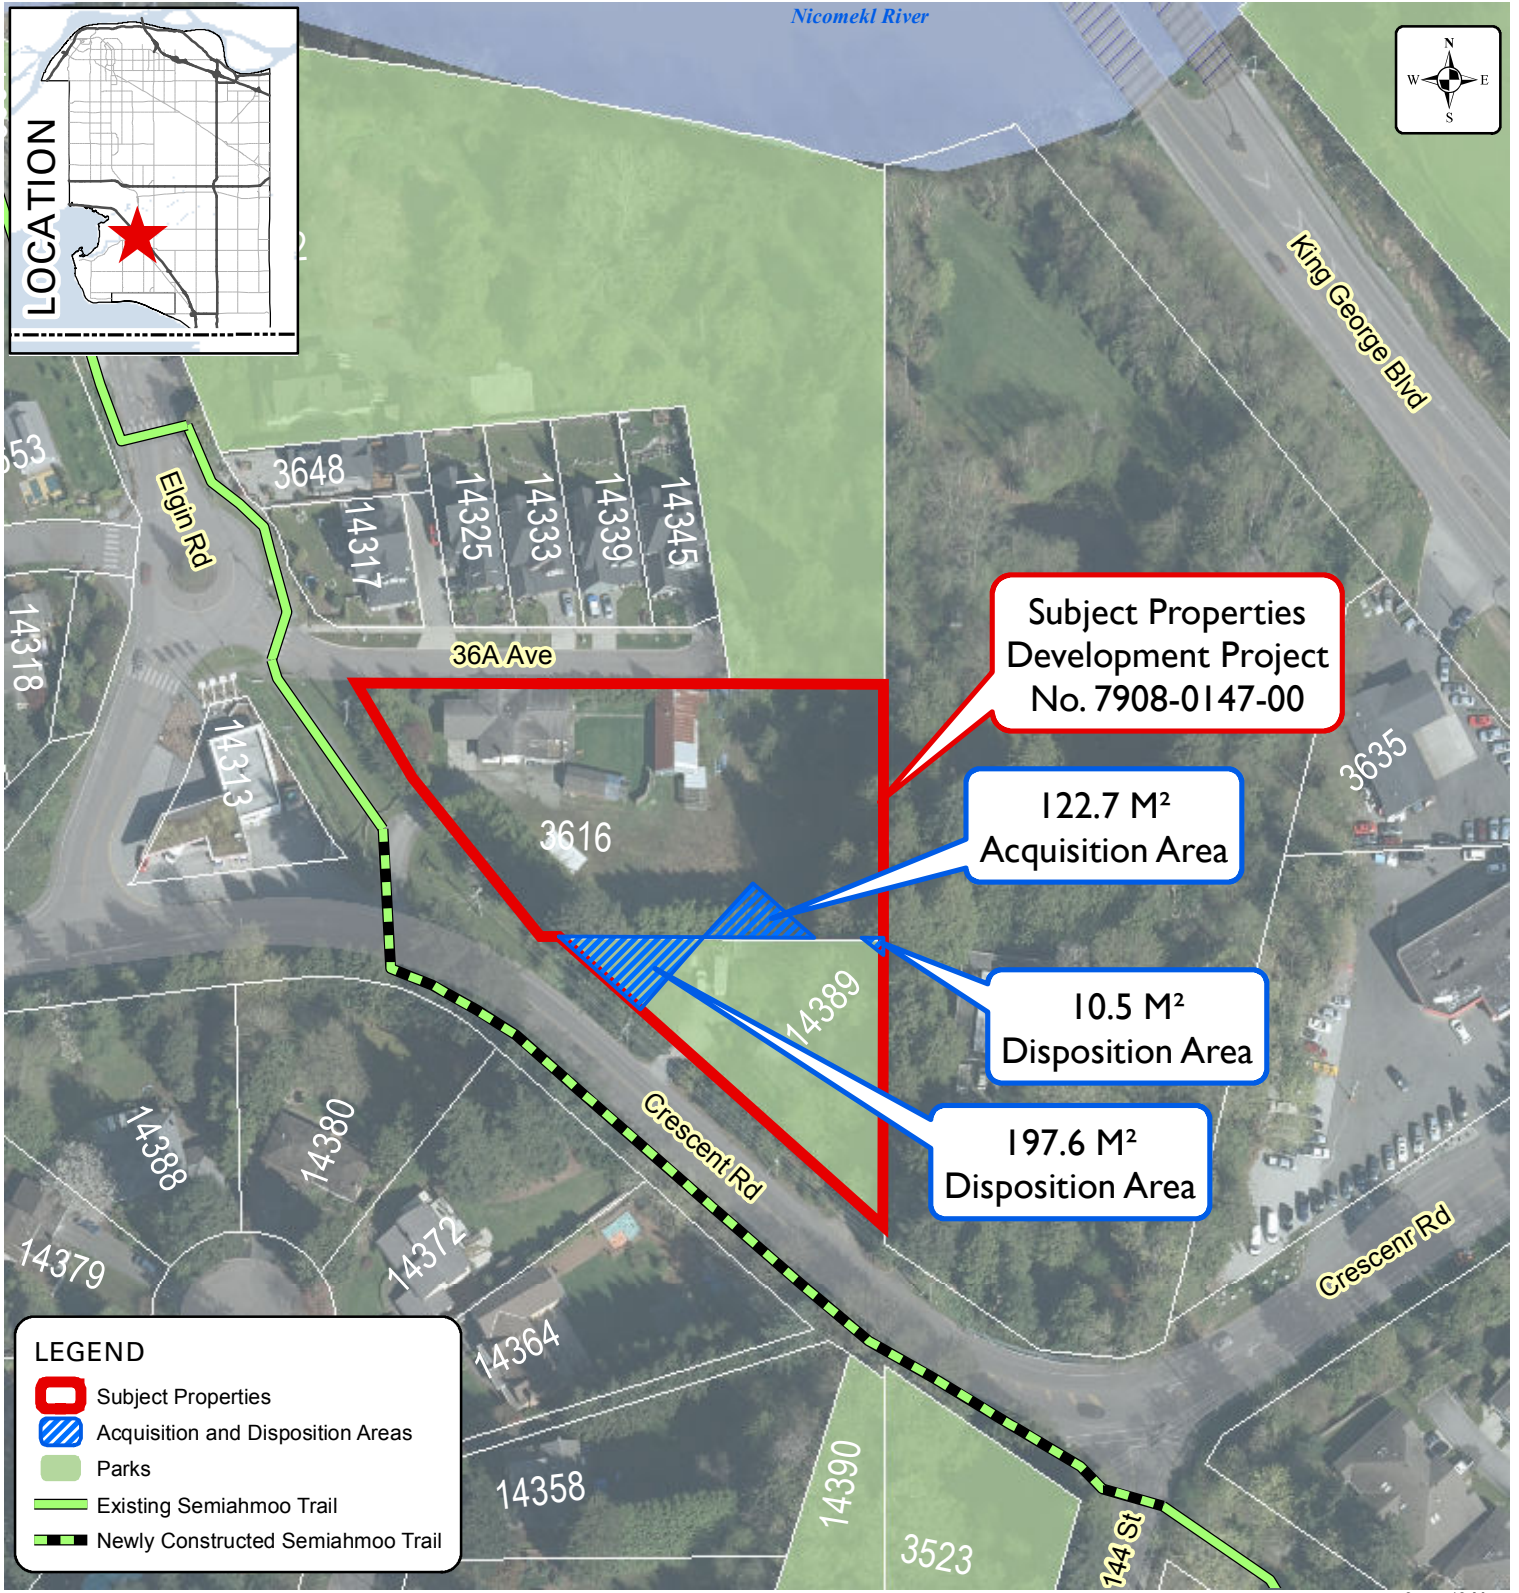 Nicomekl River
N
W E
S
LOCATION
King George Blvd
3648
14317
14325
14333
14339
14345
Elgin Rd
14318
36A Ave
14313
Subject Properties
Development Project
No. 7908-0147-00
3635
122.7 M²
Acquisition Area
3616
14389
10.5 M²
Disposition Area
197.6 M²
Disposition Area
Crescent Rd
14388
14380
14372
14379
Crescenr Rd
14364
LEGEND
Subject Properties
Acquisition and Disposition Areas
Parks
Existing Semiahmoo Trail
Newly Constructed Semiahmoo Trail
14358
14390
3523
144 St